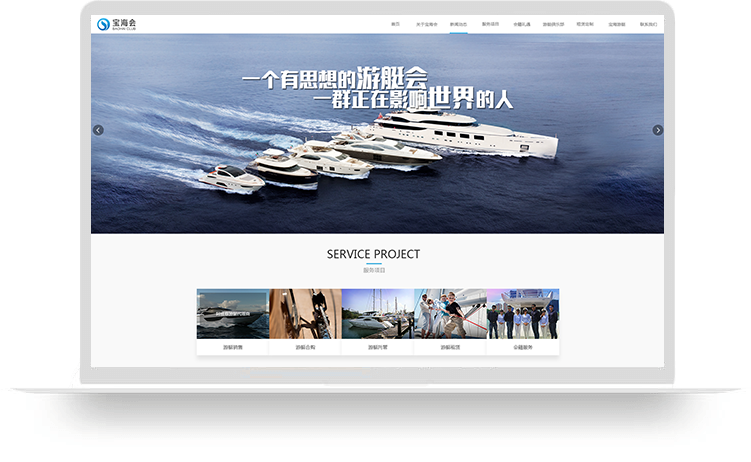 宝海会
BAOHAI CLUB
首页 关于宝海会 新闻动态 服务项目 会籍礼遇 游艇俱乐部 租赁定制 宝湾游艇 联系我们
一个有思想的游艇会
一群正在影响世界的人
SERVICE PROJECT
服务项目
游艇销售 游艇合购 游艇托管 游艇租赁 会籍服务